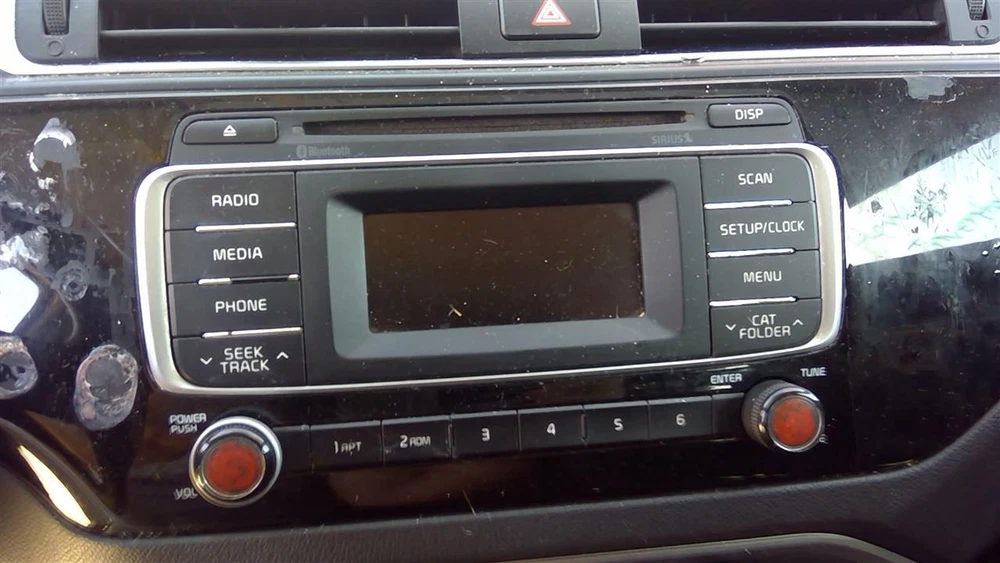 DISP
Bluetooth
SIRIUS
RADIO
MEDIA
PHONE
SEEK
TRACK
SCAN
SETUP/CLOCK
MENU
CAT
FOLDER
POWER
PUSH
VOL
1 RPT
2 RDM
3
4
5
6
ENTER
TUNE